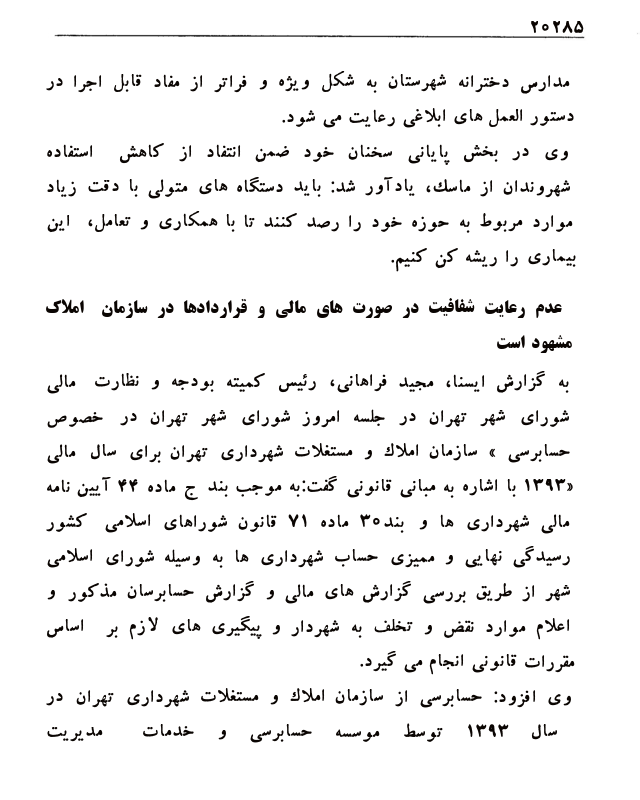 ۲۰۲۸۵
مدارس دخترانه شهرستان به شکل ویژه و فراتر از مفاد قابل اجرا در
دستور العمل های ابلاغی رعایت می شود.
وی در بخش پایانی سخنان خود ضمن انتقاد از کاهش استفاده
شهروندان از ماسک، یادآور شد: باید دستگاه های متولی با دقت زیاد
موارد مربوط به حوزه خود را رصد کنند تا با همکاری و تعامل، این
بیماری را ریشه کن کنیم.
عدم رعایت شفافیت در صورت های مالی و قراردادها در سازمان املاک
مشهود است
به گزارش ایسنا، مجید فراهانی، رئیس کمیته بودجه و نظارت مالی
شورای شهر تهران در جلسه امروز شورای شهر تهران در خصوص
حسابرسی » سازمان املاک و مستغلات شهرداری تهران برای سال مالی
۱۳۹۳» با اشاره به مبانی قانونی گفت:به موجب بند ج ماده ۴۴ آیین نامه
مالی شهرداری ها و بند۳۰ ماده ۷۱ قانون شوراهای اسلامی کشور
رسیدگی نهایی و ممیزی حساب شهرداری ها به وسیله شورای اسلامی
شهر از طریق بررسی گزارش های مالی و گزارش حسابرسان مذکور و
اعلام موارد نقض و تخلف به شهردار و پیگیری های لازم بر اساس
مقررات قانونی انجام می گیرد.
وی افزود: حسابرسی از سازمان املاک و مستغلات شهرداری تهران در
سال ۱۳۹۳ توسط موسسه حسابرسی و خدمات مدیریت